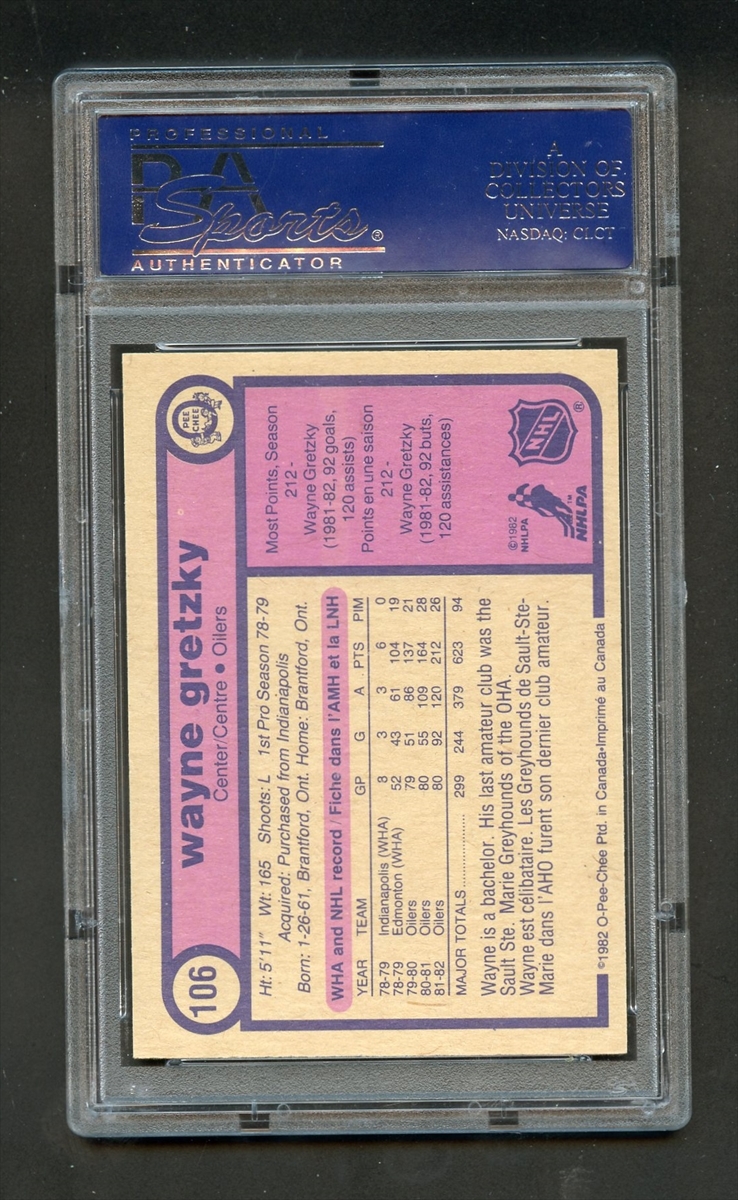 PROFESSIONAL
PSA
Sports®
AUTHENTICATOR
A
DIVISION OF
COLLECTORS
UNIVERSE
NASDAQ: CLCT
106
wayne gretzky
Center/Centre • Oilers
O
PEE
CHEE
Ht: 5'11" Wt: 165 Shoots: L 1st Pro Season 78-79
Acquired: Purchased from Indianapolis
Born: 1-26-61, Brantford, Ont. Home: Brantford, Ont.
WHA and NHL record / Fiche dans l'AMH et la LNH
YEAR TEAM GP G A PTS PIM
78-79 Indianapolis (WHA) 8 3 3 6 0
78-79 Edmonton (WHA) 52 43 61 104 19
79-80 Oilers 79 51 86 137 21
80-81 Oilers 80 55 109 164 28
81-82 Oilers 80 92 120 212 26
MAJOR TOTALS .................... 299 244 379 623 94
Wayne is a bachelor. His last amateur club was the
Sault Ste. Marie Greyhounds of the OHA.
Wayne est célibataire. Les Greyhounds de Sault-Ste-
Marie dans l'AHO furent son dernier club amateur.
Most Points, Season
212 -
Wayne Gretzky
(1981-82, 92 goals,
120 assists)
Points en une saison
212 -
Wayne Gretzky
(1981-82, 92 buts,
120 assistances)
©1982
NHLPA
NHLPA™
NHL®
©1982 O-Pee-Chee Ptd. in Canada-Imprimé au Canada